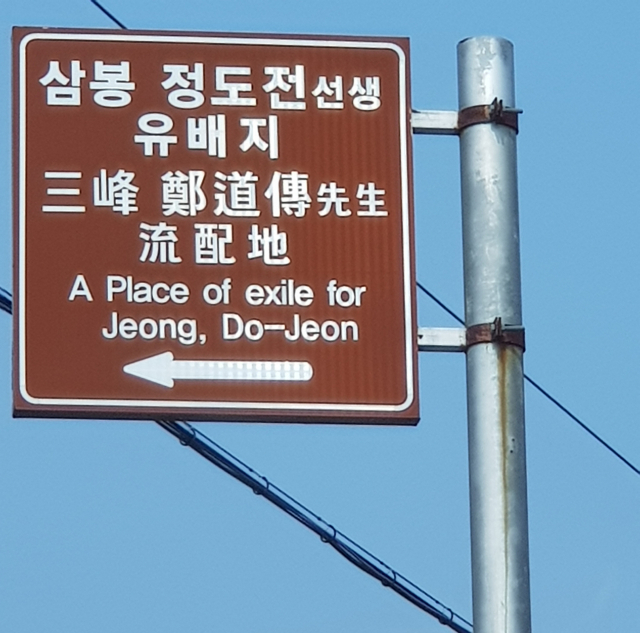 삼봉 정도전선생
유배지
三峰 鄭道傳先生
流配地
A Place of exile for
Jeong, Do-Jeon